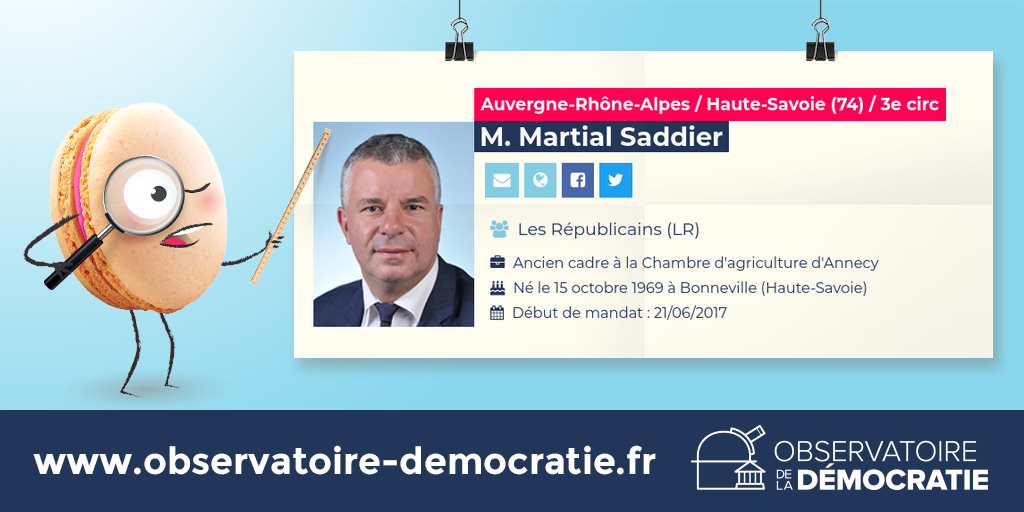 Auvergne-Rhône-Alpes / Haute-Savoie (74) / 3e circ
M. Martial Saddier
Les Républicains (LR)
Ancien cadre à la Chambre d'agriculture d'Annecy
Né le 15 octobre 1969 à Bonneville (Haute-Savoie)
Début de mandat : 21/06/2017
www.observatoire-democratie.fr
OBSERVATOIRE
DE LA DÉMOCRATIE